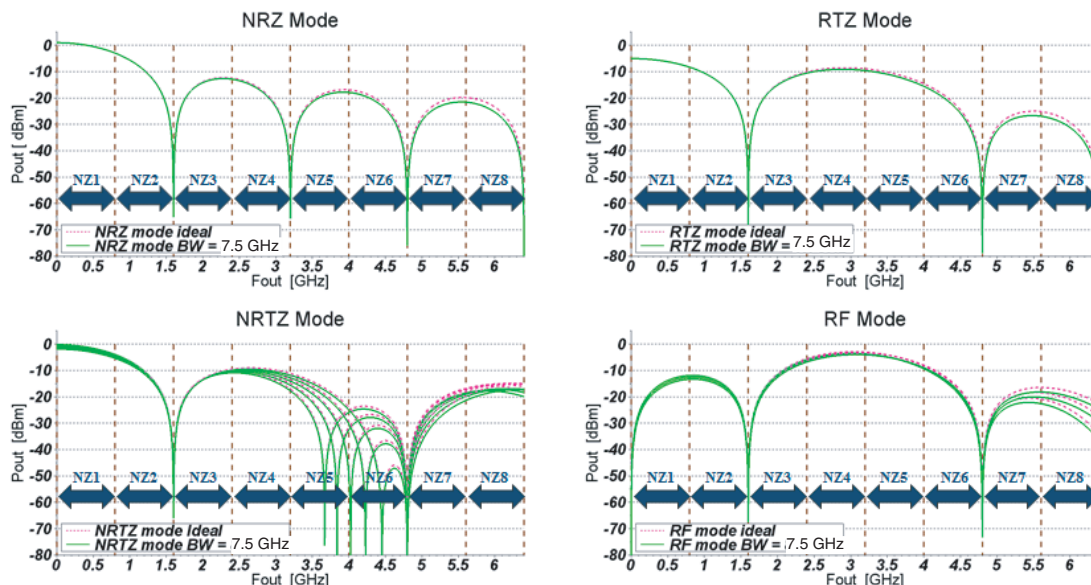 NRZ Mode
0
-10
-20
-30
-40
-50
-60
-70
-80
Pout [ dBm]
NZ1 NZ2 NZ3 NZ4 NZ5 NZ6 NZ7 NZ8
NRZ mode ideal
NRZ mode BW = 7.5 GHz
0 0.5 1 1.5 2 2.5 3 3.5 4 4.5 5 5.5 6
Fout [GHz]
RTZ Mode
0
-10
-20
-30
-40
-50
-60
-70
-80
Pout [dBm]
NZ1 NZ2 NZ3 NZ4 NZ5 NZ6 NZ7 NZ8
RTZ mode ideal
RTZ mode BW = 7.5 GHz
0 0.5 1 1.5 2 2.5 3 3.5 4 4.5 5 5.5 6
Fout [GHz]
NRTZ Mode
0
-10
-20
-30
-40
-50
-60
-70
-80
Pout [dBm]
NZ1 NZ2 NZ3 NZ4 NZ5 NZ6 NZ7 NZ8
NRTZ mode ideal
NRTZ mode BW = 7.5 GHz
0 0.5 1 1.5 2 2.5 3 3.5 4 4.5 5 5.5 6
Fout [GHz]
RF Mode
0
-10
-20
-30
-40
-50
-60
-70
-80
Pout [dBm]
NZ1 NZ2 NZ3 NZ4 NZ5 NZ6 NZ7 NZ8
RF mode ideal
RF mode BW = 7.5 GHz
0 0.5 1 1.5 2 2.5 3 3.5 4 4.5 5 5.5 6
Fout [GHz]